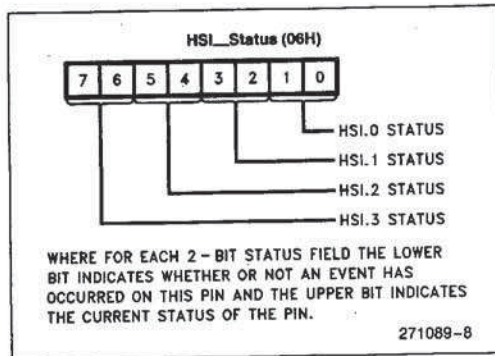 HSI__Status (06H)
7 6 5 4 3 2 1 0
HSI.0 STATUS
HSI.1 STATUS
HSI.2 STATUS
HSI.3 STATUS
WHERE FOR EACH 2-BIT STATUS FIELD THE LOWER
BIT INDICATES WHETHER OR NOT AN EVENT HAS
OCCURRED ON THIS PIN AND THE UPPER BIT INDICATES
THE CURRENT STATUS OF THE PIN.
271089-8